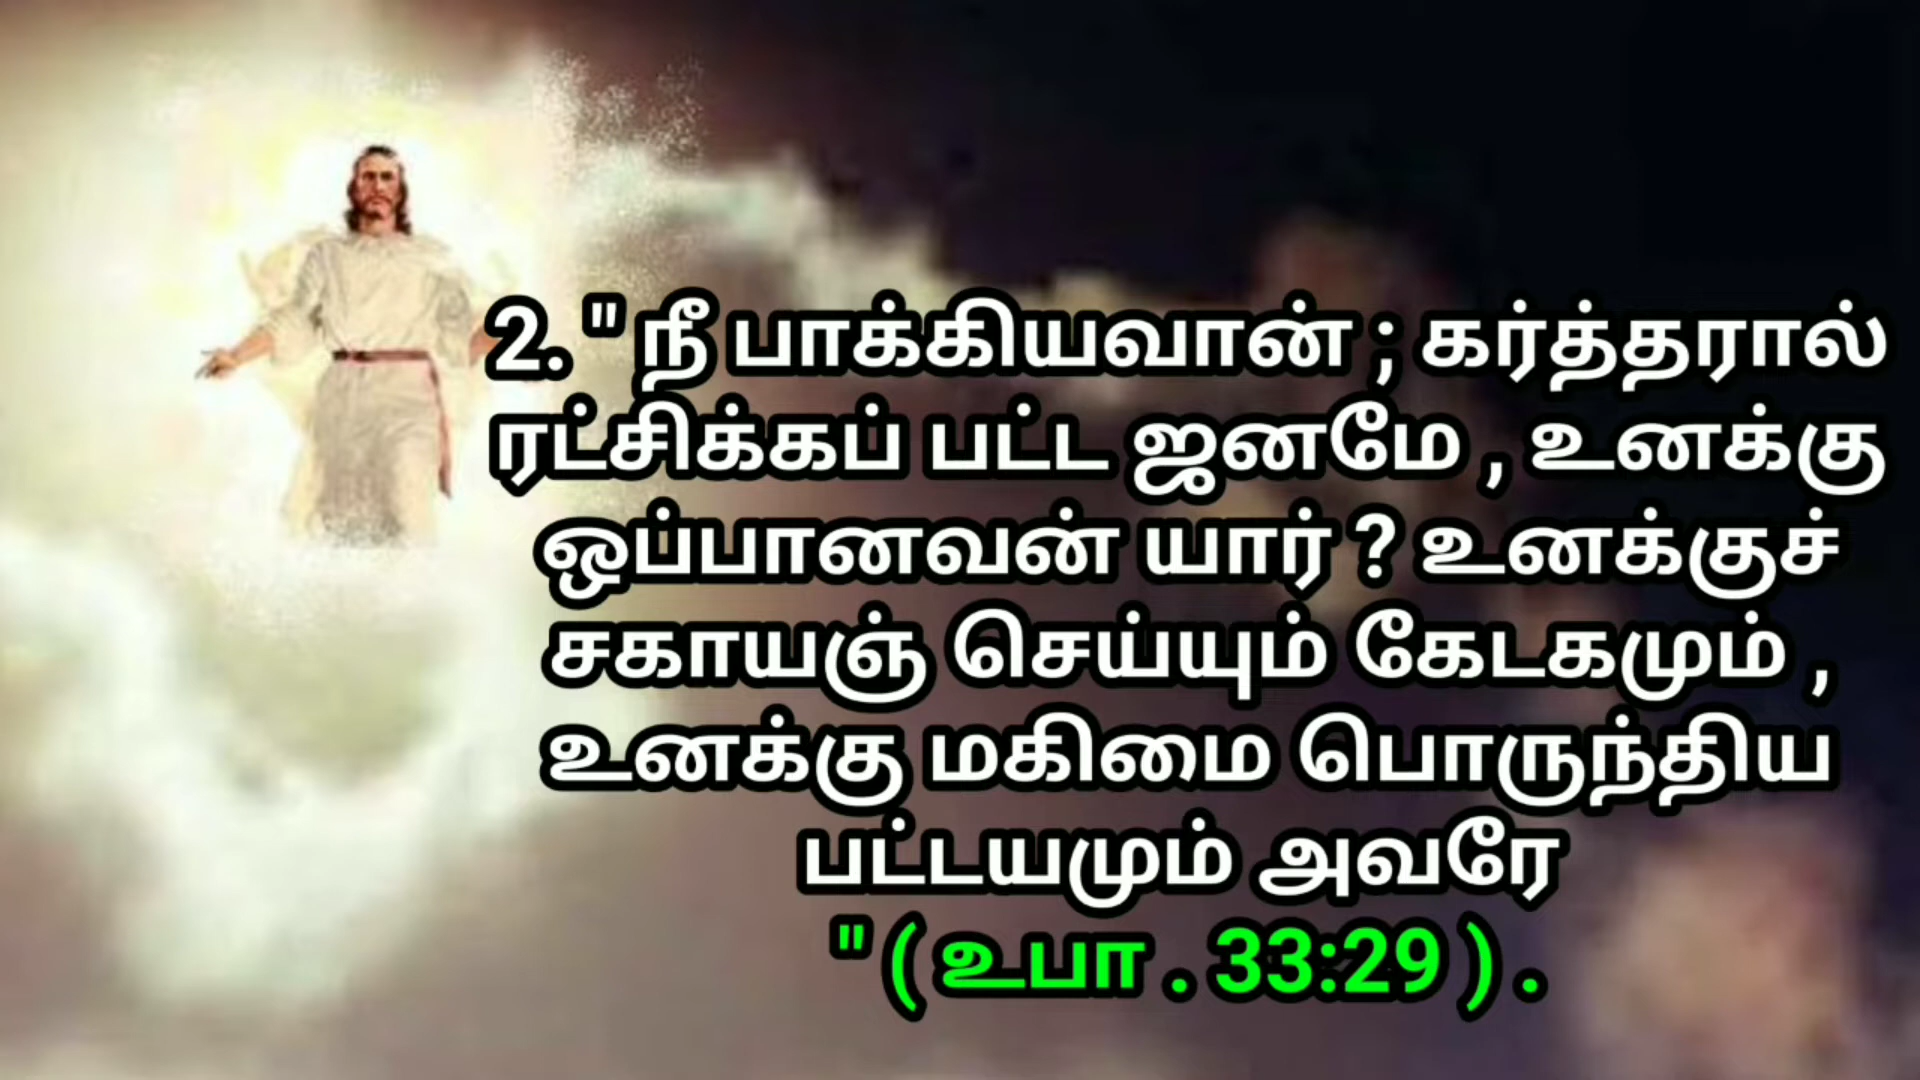 2. " நீ பாக்கியவான் ; கர்த்தரால்
ரட்சிக்கப் பட்ட ஜனமே , உனக்கு
ஒப்பானவன் யார் ? உனக்குச்
சகாயஞ் செய்யும் கேடகமும் ,
உனக்கு மகிமை பொருந்திய
பட்டயமும் அவரே
" ( உபா . 33:29 ) .